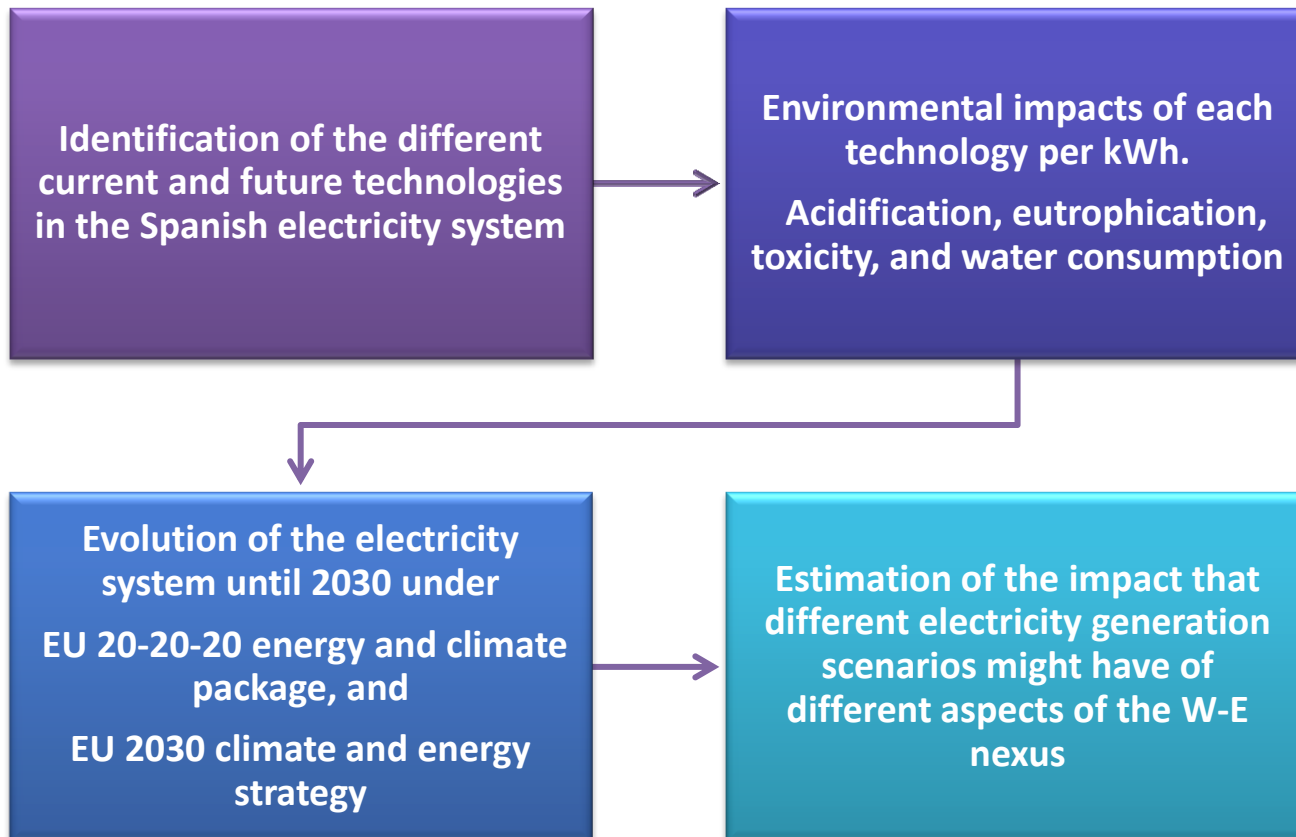 Identification of the different
current and future technologies
in the Spanish electricity system
Environmental impacts of each
technology per kWh.
Acidification, eutrophication,
toxicity, and water consumption
Evolution of the electricity
system until 2030 under
EU 20-20-20 energy and climate
package, and
EU 2030 climate and energy
strategy
Estimation of the impact that
different electricity generation
scenarios might have of
different aspects of the W-E
nexus